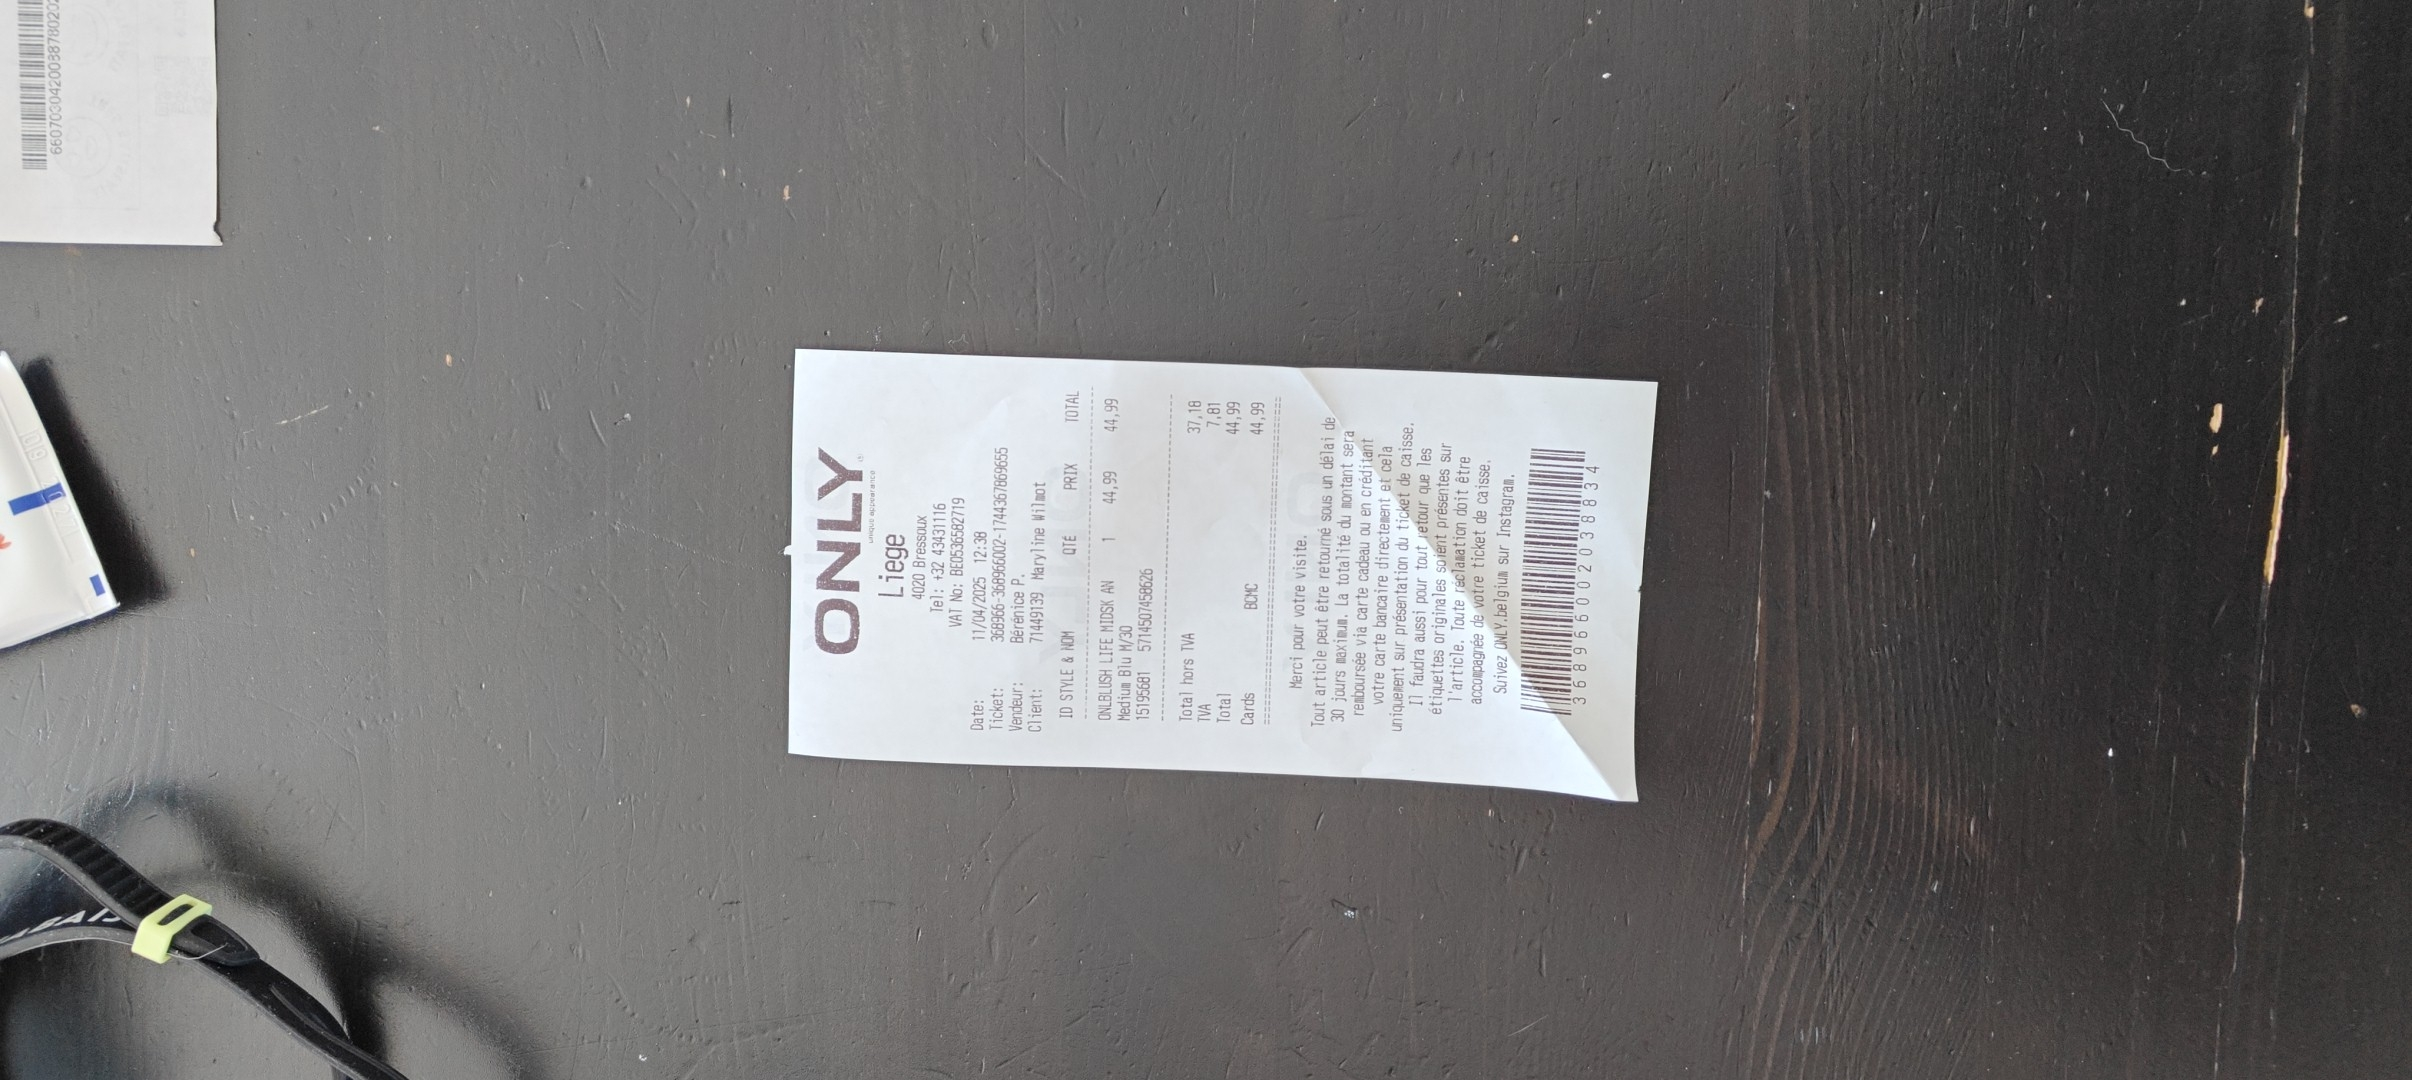 ONLY
unique appearance
Liege
4020 Bressoux
Tel: +32 43431116
VAT No: BE0536582719
Date: 11/04/2025 12:38
Ticket: 368966-368966002-1744367869655
Vendeur: Bérénice P.
Client: 71449139 Maryline Wilmot
ID STYLE & NOM QTÉ PRIX TOTAL
ONLBLUSH LIFE MIDSK AN 1 44,99 44,99
Medium Blu M/30
15195681 5714507458626
Total hors TVA 37,18
TVA 7,81
Total 44,99
Cards BCMC 44,99
Merci pour votre visite.
Tout article peut être retourné sous un délai de
30 jours maximum. La totalité du montant sera
remboursée via carte cadeau ou en créditant
votre carte bancaire directement et cela
uniquement sur présentation du ticket de caisse.
Il faudra aussi pour tout retour que les
étiquettes originales soient présentes sur
l'article. Toute réclamation doit être
accompagnée de votre ticket de caisse.
Suivez ONLY.belgium sur Instagram.
368966002038834